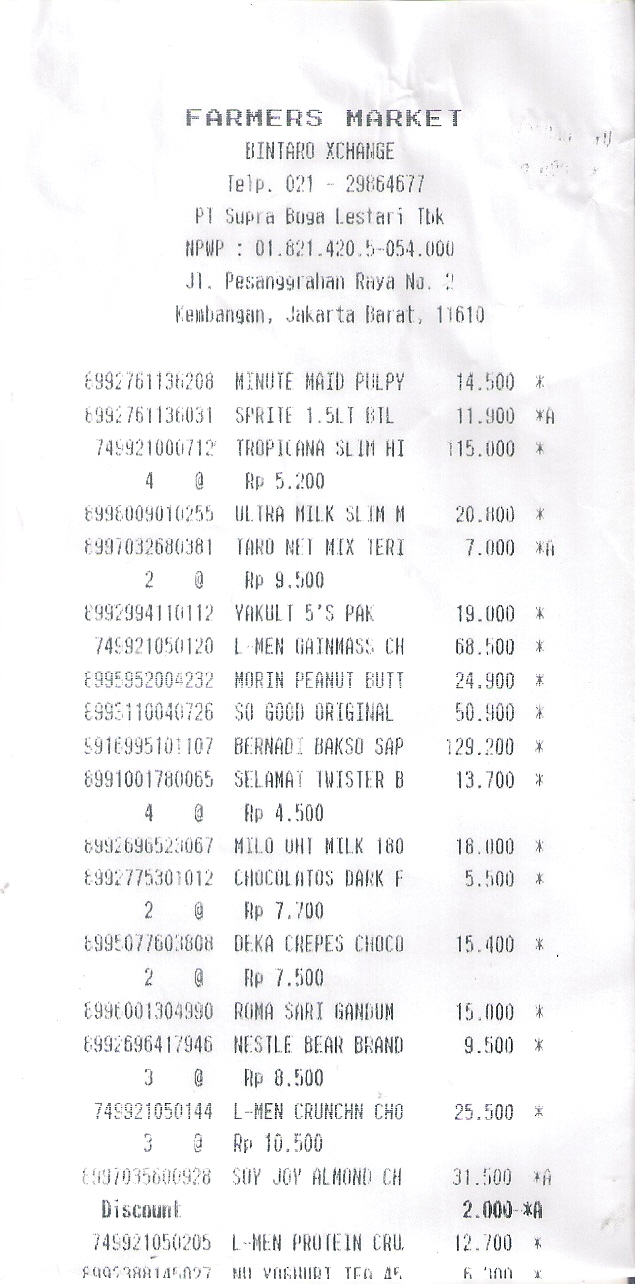 FARMERS MARKET
BINTARO XCHANGE
Telp. 021 - 29864677
PT Supra Boga Lestari Tbk
NPWP : 01.821.420.5-054.000
Jl. Pesanggrahan Raya No. 2
Kembangan, Jakarta Barat, 11610
8992761136208 MINUTE MAID PULPY 14.500 *
8992761136031 SPRITE 1.5LT BTL 11.900 *A
749921000712 TROPICANA SLIM HI 115.000 *
4 @ Rp 5.200
8998009010255 ULTRA MILK SLIM M 20.800 *
8997032680381 TARO NET MIX TERI 7.000 *A
2 @ Rp 9.500
8992994110112 YAKULT 5'S PAK 19.000 *
749921050120 L-MEN GAINMASS CH 68.500 *
8995952004232 MORIN PEANUT BUTT 24.900 *
8993110040726 SO GOOD ORIGINAL 50.900 *
5916995101107 BERNADI BAKSO SAP 129.200 *
8991001780065 SELAMAT TWISTER B 13.700 *
4 @ Rp 4.500
8992696523067 MILO UHT MILK 180 18.000 *
8992775301012 CHOCOLATOS DARK F 5.500 *
2 @ Rp 7.700
8995077603808 DEKA CREPES CHOCO 15.400 *
2 @ Rp 7.500
8996001304990 ROMA SARI GANDUM 15.000 *
8992696417946 NESTLE BEAR BRAND 9.500 *
3 @ Rp 8.500
749921050144 L-MEN CRUNCHN CHO 25.500 *
3 @ Rp 10.500
8997035600928 SOY JOY ALMOND CH 31.500 *A
Discount 2.000-*A
749921050205 L-MEN PROTEIN CRU 12.700 *
NU YOGHURT TEA 45 *